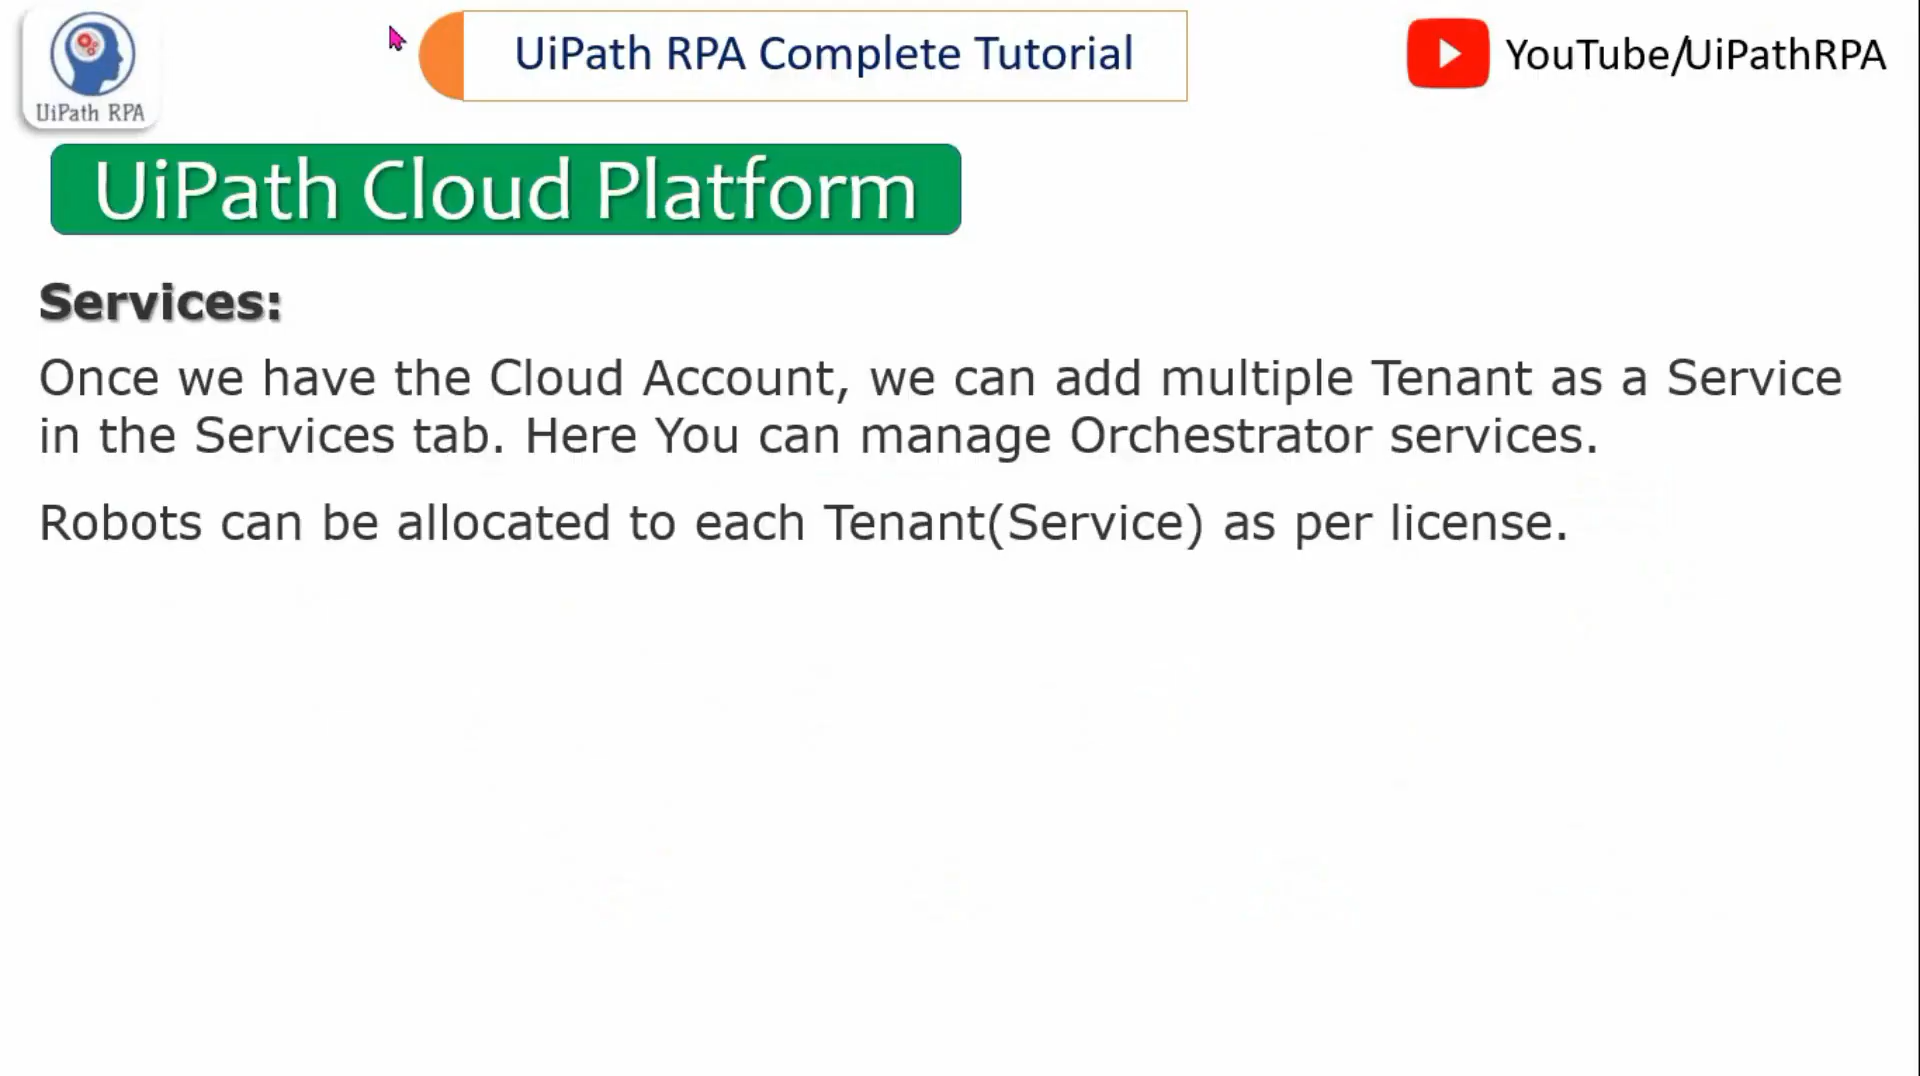 UiPath RPA Complete Tutorial
YouTube/UiPathRPA
UiPath RPA
UiPath Cloud Platform
Services:
Once we have the Cloud Account, we can add multiple Tenant as a Service
in the Services tab. Here You can manage Orchestrator services.
Robots can be allocated to each Tenant(Service) as per license.